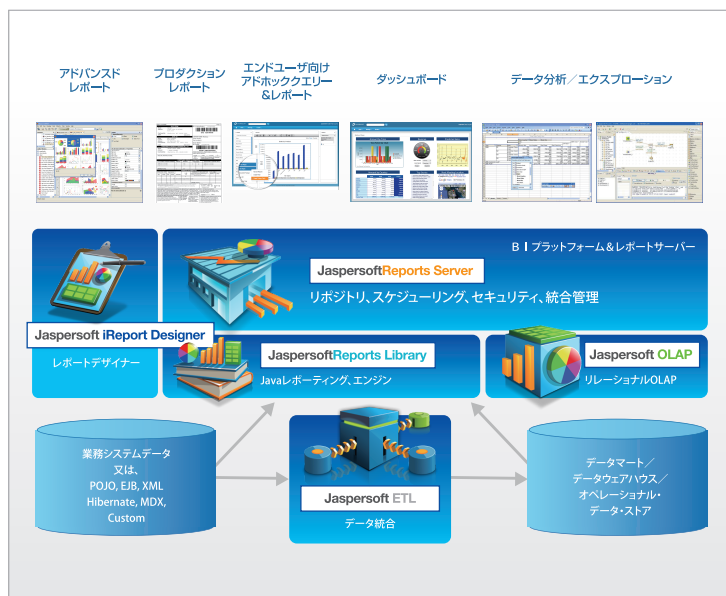 アドバンスド
レポート
プロダクション
レポート
エンドユーザ向け
アドホッククエリー
&レポート
ダッシュボード
データ分析／エクスプローション
BIプラットフォーム&レポートサーバー
JaspersoftReports Server
リポジトリ、スケジューリング、セキュリティ、統合管理
Jaspersoft iReport Designer
レポートデザイナー
JaspersoftReports Library
Javaレポーティング、エンジン
Jaspersoft OLAP
リレーショナルOLAP
業務システムデータ
又は、
POJO, EJB, XML
Hibernate, MDX,
Custom
Jaspersoft ETL
データ統合
データマート／
データウェアハウス／
オペレーショナル・
データ・ストア